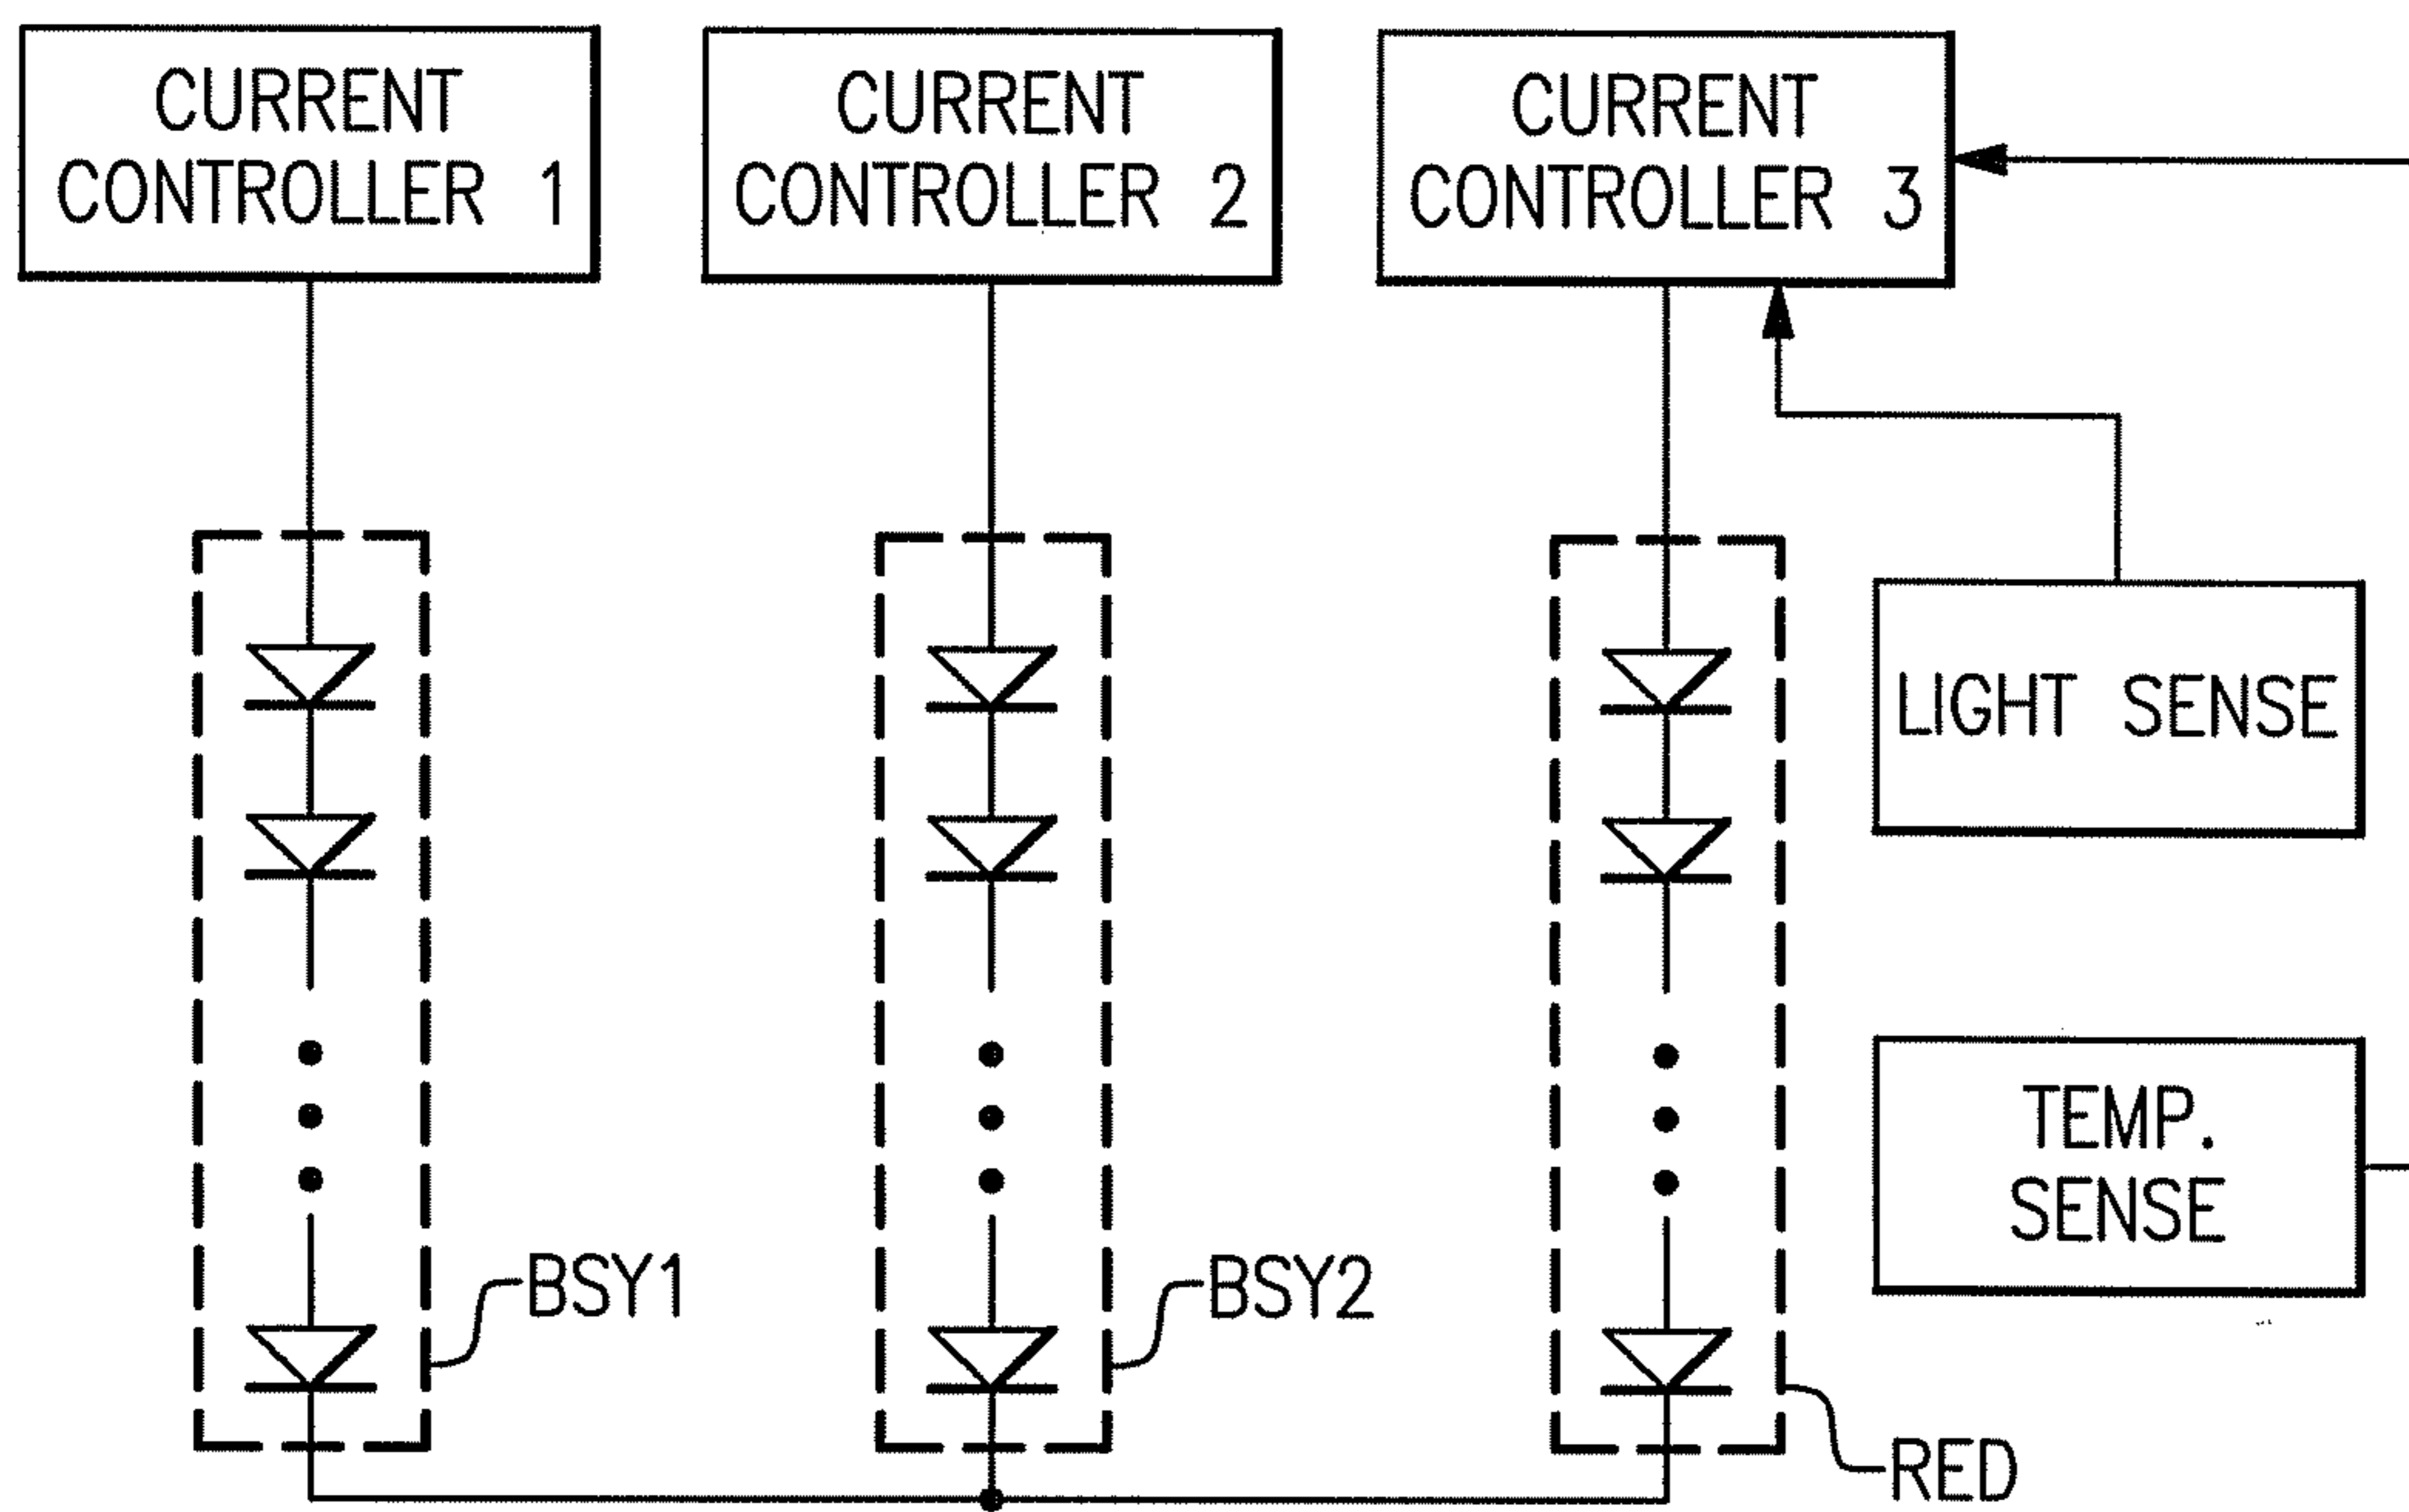 CURRENT
CONTROLLER 1
CURRENT
CONTROLLER 2
CURRENT
CONTROLLER 3
LIGHT SENSE
TEMP.
SENSE
BSY1
BSY2
RED